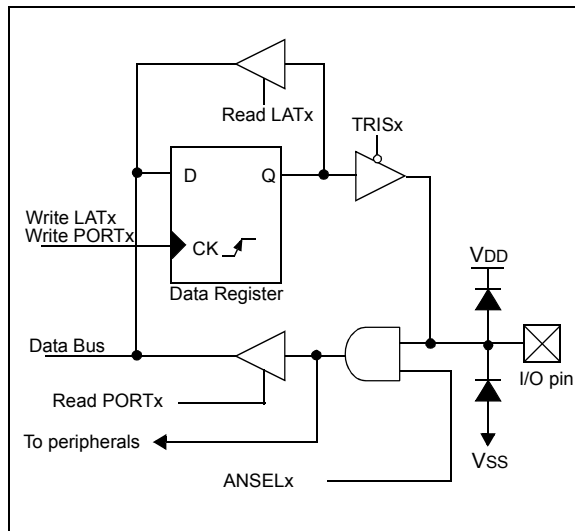 Read LATx
TRISx
D Q
Write LATx
Write PORTx
CK
Data Register
VDD
Data Bus
I/O pin
Read PORTx
To peripherals
VSS
ANSELx